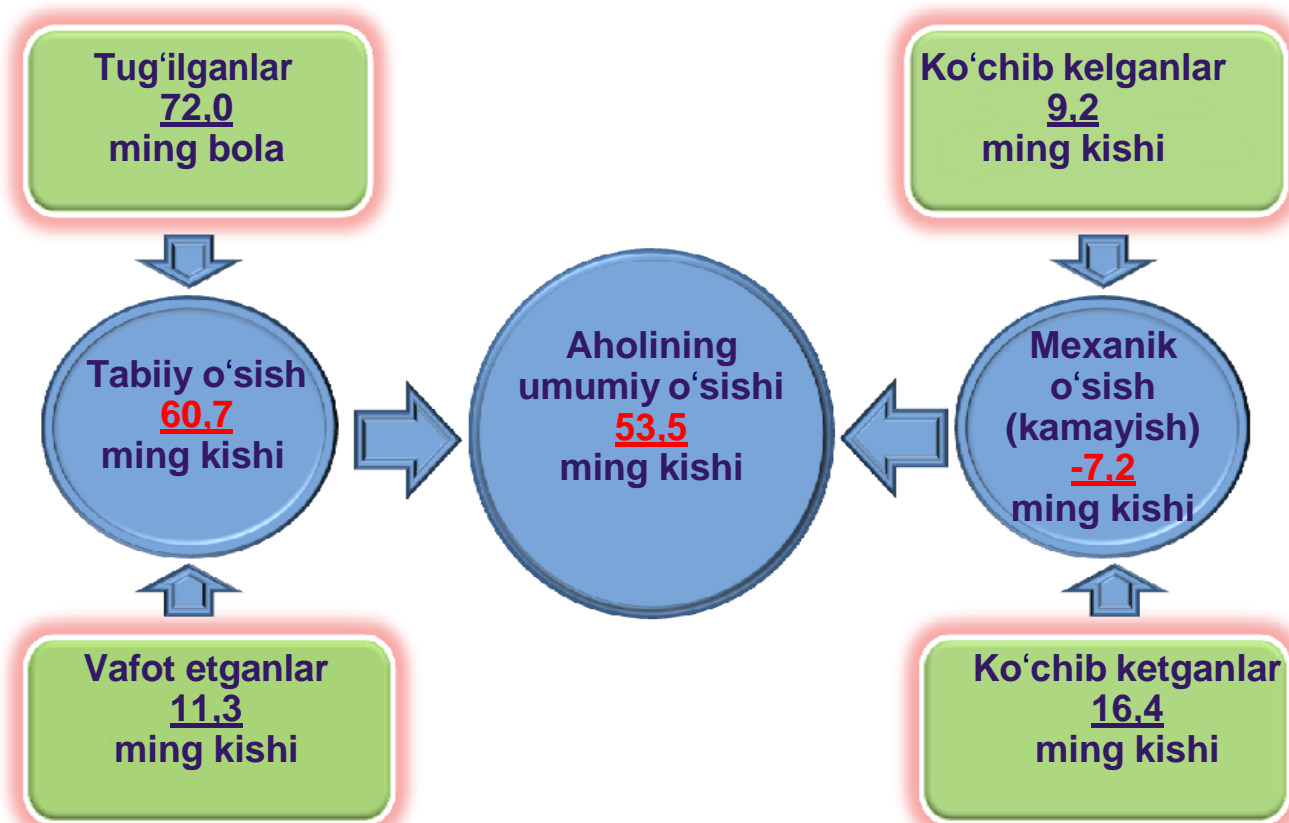 Tug‘ilganlar
72,0
ming bola
Ko‘chib kelganlar
9,2
ming kishi
Tabiiy o‘sish
60,7
ming kishi
Aholining
umumiy o‘sishi
53,5
ming kishi
Mexanik
o‘sish
(kamayish)
-7,2
ming kishi
Vafot etganlar
11,3
ming kishi
Ko‘chib ketganlar
16,4
ming kishi